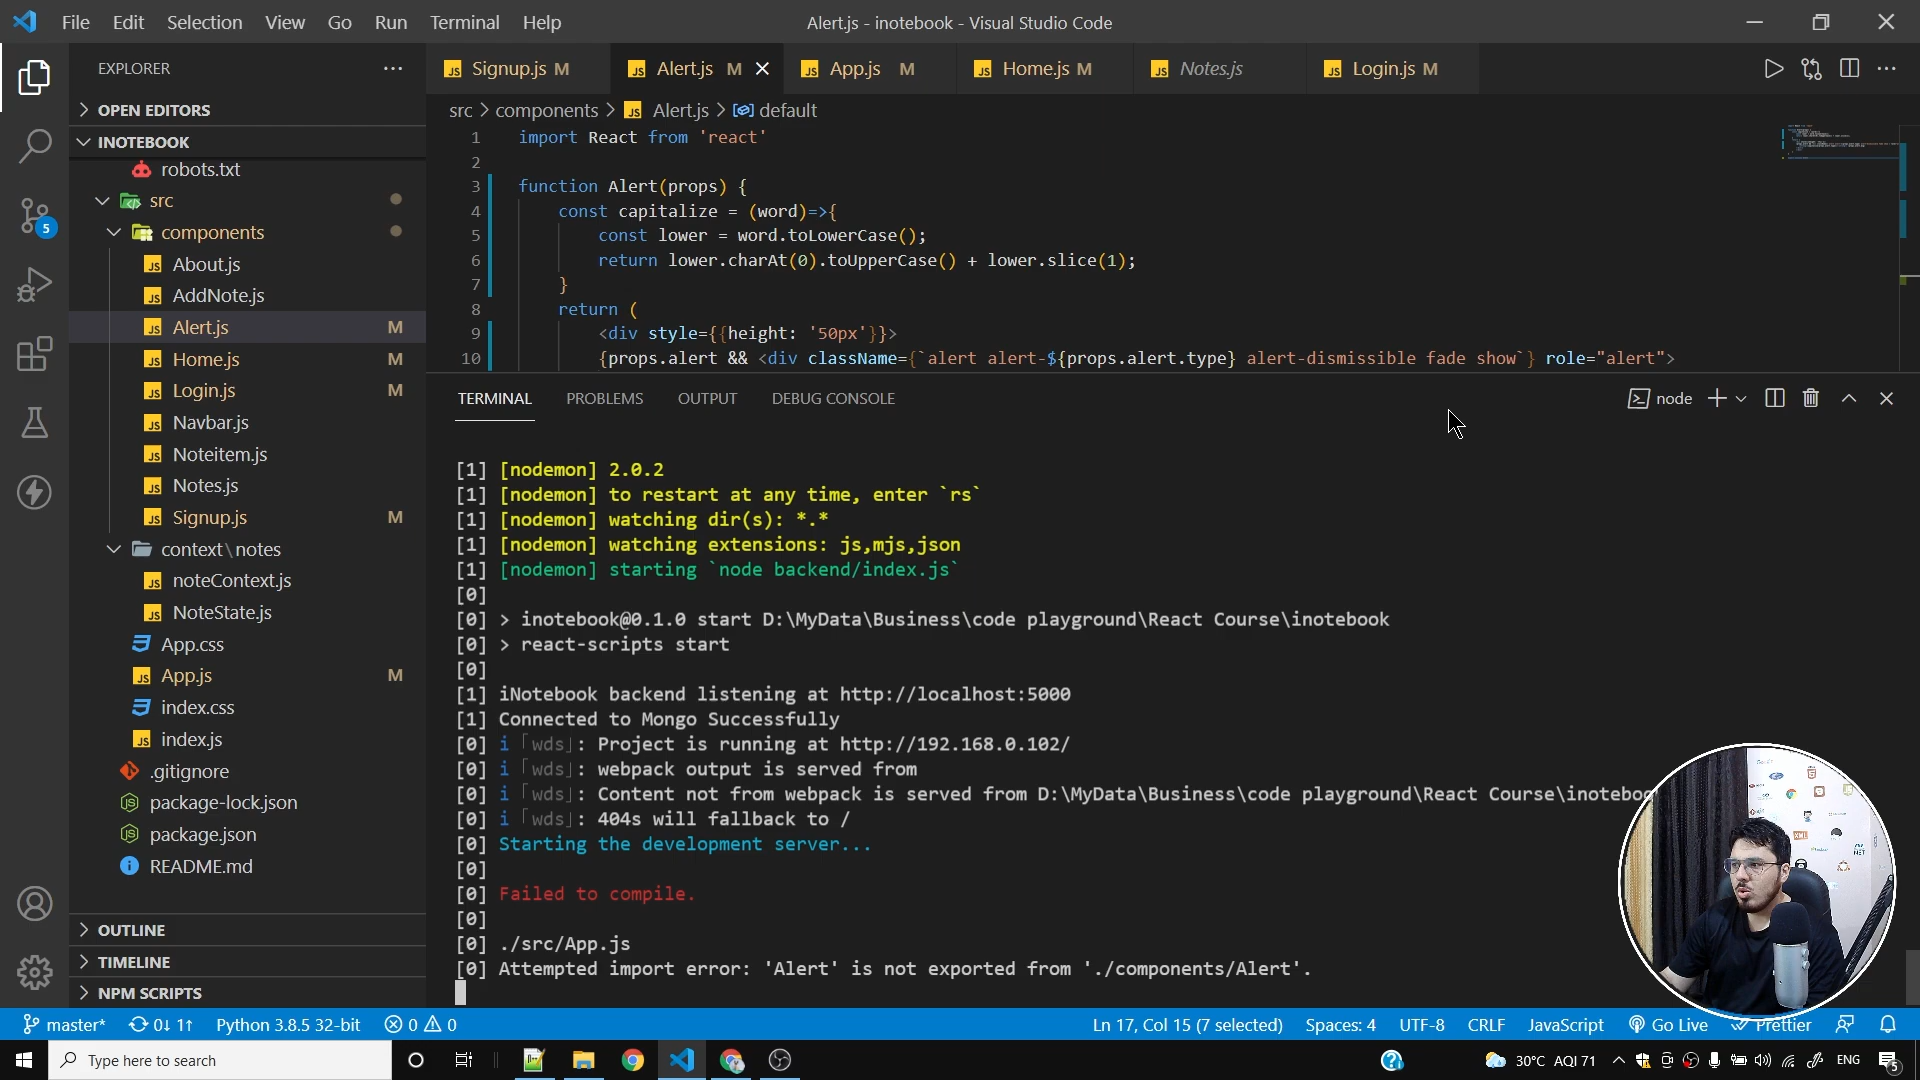 File Edit Selection View Go Run Terminal Help
Alert.js - inotebook - Visual Studio Code
EXPLORER
OPEN EDITORS
INOTEBOOK
robots.txt
src
components
About.js
AddNote.js
Alert.js M
Home.js M
Login.js M
Navbar.js
Noteitem.js
Notes.js
Signup.js M
context\notes
noteContext.js
NoteState.js
App.css
App.js M
index.css
index.js
.gitignore
package-lock.json
package.json
README.md
OUTLINE
TIMELINE
NPM SCRIPTS
5
Signup.js M Alert.js M App.js M Home.js M Notes.js Login.js M
src > components > Alert.js > default
1 import React from 'react'
2
3 function Alert(props) {
4 const capitalize = (word)=>{
5 const lower = word.toLowerCase();
6 return lower.charAt(0).toUpperCase() + lower.slice(1);
7 }
8 return (
9 <div style={{height: '50px'}}>
10 {props.alert && <div className={`alert alert-${props.alert.type} alert-dismissible fade show`} role="alert">
TERMINAL PROBLEMS OUTPUT DEBUG CONSOLE
node
[1] [nodemon] 2.0.2
[1] [nodemon] to restart at any time, enter `rs`
[1] [nodemon] watching dir(s): *.*
[1] [nodemon] watching extensions: js,mjs,json
[1] [nodemon] starting `node backend/index.js`
[0]
[0] > inotebook@0.1.0 start D:\MyData\Business\code playground\React Course\inotebook
[0] > react-scripts start
[0]
[1] iNotebook backend listening at http://localhost:5000
[1] Connected to Mongo Successfully
[0] i ｢wds｣: Project is running at http://192.168.0.102/
[0] i ｢wds｣: webpack output is served from
[0] i ｢wds｣: Content not from webpack is served from D:\MyData\Business\code playground\React Course\inoteboo
[0] i ｢wds｣: 404s will fallback to /
[0] Starting the development server...
[0]
[0] Failed to compile.
[0]
[0] ./src/App.js
[0] Attempted import error: 'Alert' is not exported from './components/Alert'.
master* 0↓ 1↑ Python 3.8.5 32-bit 0 0
Ln 17, Col 15 (7 selected) Spaces: 4 UTF-8 CRLF JavaScript Go Live Prettier
Type here to search
30°C AQI 71 ENG 5